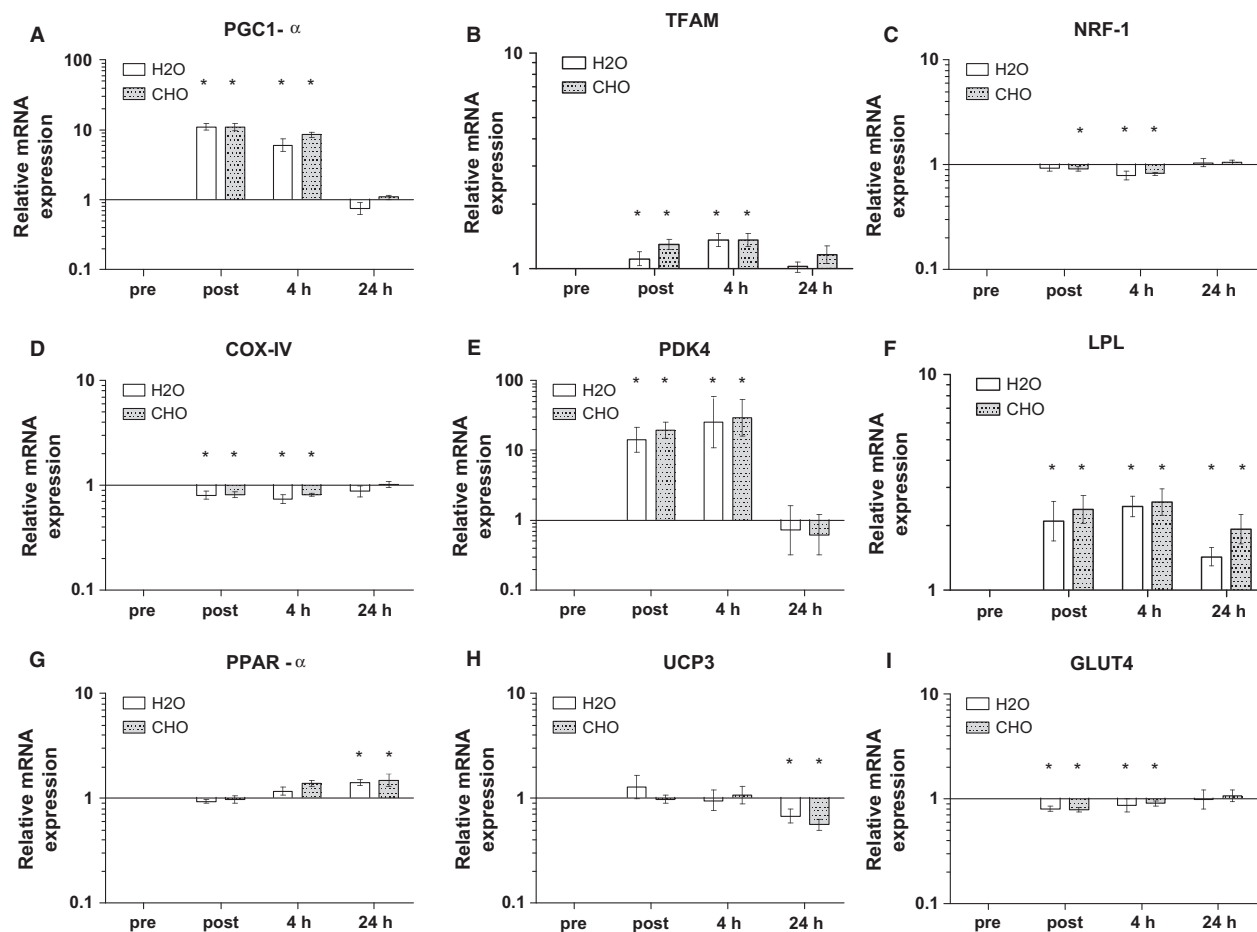 A
PGC1- α
Relative mRNA
expression
100
10
1
0.1
H2O
CHO
* * * *
pre post 4 h 24 h
B
TFAM
Relative mRNA
expression
10
1
H2O
CHO
* * * *
pre post 4 h 24 h
C
NRF-1
Relative mRNA
expression
10
1
0.1
H2O
CHO
* * *
pre post 4 h 24 h
D
COX-IV
Relative mRNA
expression
10
1
0.1
H2O
CHO
* * * *
pre post 4 h 24 h
E
PDK4
Relative mRNA
expression
100
10
1
0.1
H2O
CHO
* * * *
pre post 4 h 24 h
F
LPL
Relative mRNA
expression
10
1
H2O
CHO
* * * * * *
pre post 4 h 24 h
G
PPAR - α
Relative mRNA
expression
10
1
0.1
H2O
CHO
* *
pre post 4 h 24 h
H
UCP3
Relative mRNA
expression
10
1
0.1
H2O
CHO
* *
pre post 4 h 24 h
I
GLUT4
Relative mRNA
expression
10
1
0.1
H2O
CHO
* * * *
pre post 4 h 24 h